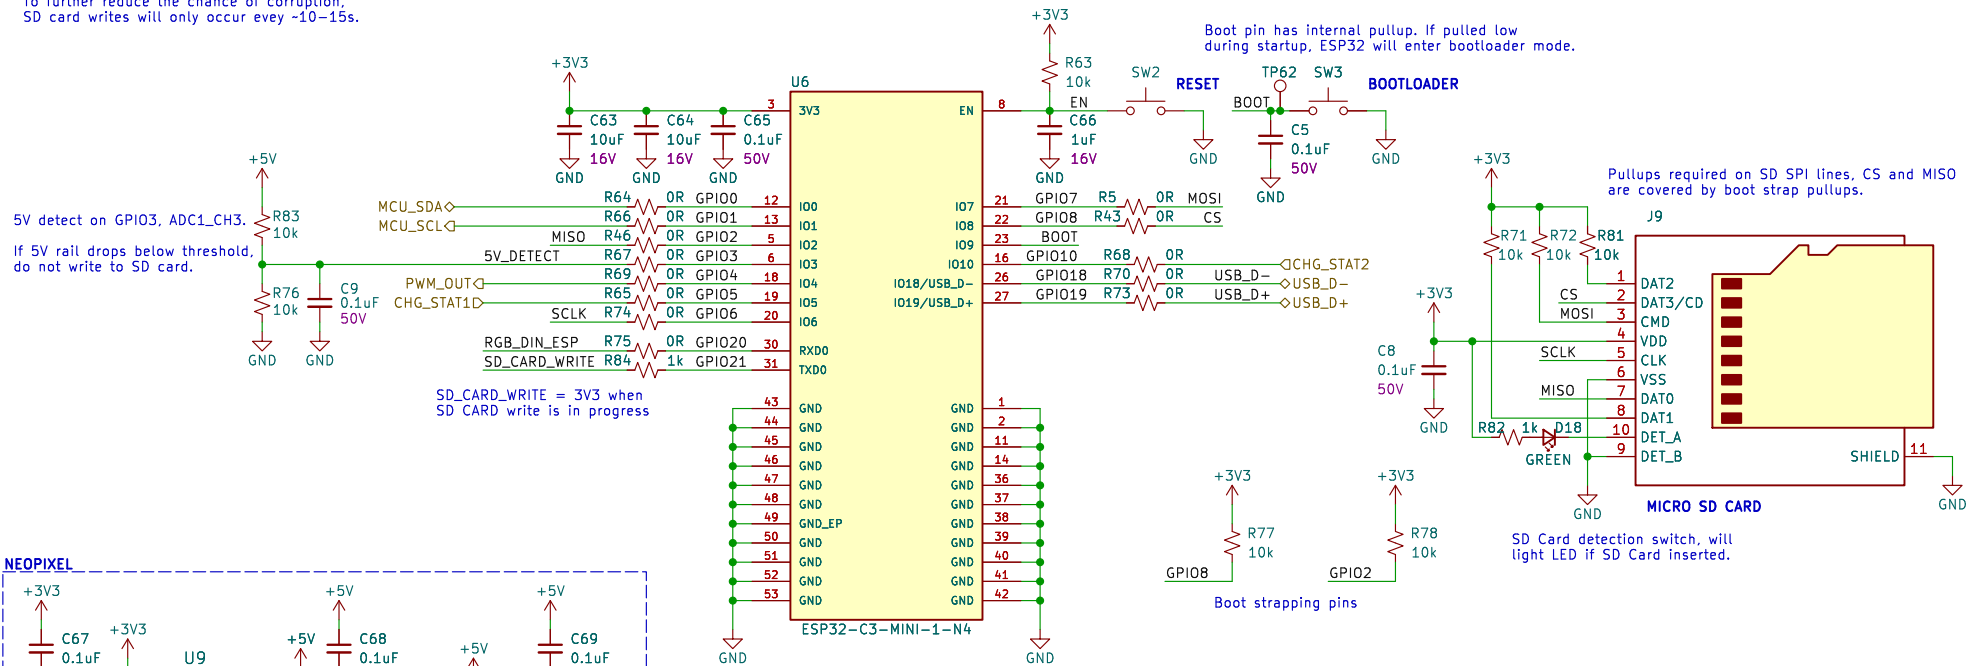 To further reduce the chance of corruption,
SD card writes will only occur evey ~10-15s.
+3V3
Boot pin has internal pullup. If pulled low
during startup, ESP32 will enter bootloader mode.
+3V3
R63
10k
U6
SW2
RESET
TP62
SW3
BOOTLOADER
3
3V3
EN
8
EN
BOOT
C63
10uF
16V
GND
C64
10uF
16V
GND
C65
0.1uF
50V
GND
C66
1uF
16V
GND
GND
C5
0.1uF
50V
GND
GND
+5V
R83
10k
5V detect on GPIO3, ADC1_CH3.
If 5V rail drops below threshold,
do not write to SD card.
R76
10k
GND
C9
0.1uF
50V
GND
MCU_SDA
R64
0R
GPIO0
12
IO0
MCU_SCL
R66
0R
GPIO1
13
IO1
MISO
R46
0R
GPIO2
5
IO2
5V_DETECT
R67
0R
GPIO3
6
IO3
PWM_OUT
R69
0R
GPIO4
18
IO4
CHG_STAT1
R65
0R
GPIO5
19
IO5
SCLK
R74
0R
GPIO6
20
IO6
RGB_DIN_ESP
R75
0R
GPIO20
30
RXD0
SD_CARD_WRITE
R84
1k
GPIO21
31
TXD0
SD_CARD_WRITE = 3V3 when
SD CARD write is in progress
IO7
21
GPIO7
R5
0R
MOSI
IO8
22
GPIO8
R43
0R
CS
IO9
23
BOOT
IO10
16
GPIO10
R68
0R
CHG_STAT2
IO18/USB_D-
26
GPIO18
R70
0R
USB_D-
USB_D-
IO19/USB_D+
27
GPIO19
R73
0R
USB_D+
USB_D+
43
GND
GND
1
44
GND
GND
2
45
GND
GND
11
46
GND
GND
14
47
GND
GND
36
48
GND
GND
37
49
GND_EP
GND
38
50
GND
GND
39
51
GND
GND
40
52
GND
GND
41
53
GND
GND
42
ESP32-C3-MINI-1-N4
GND
GND
+3V3
Pullups required on SD SPI lines, CS and MISO
are covered by boot strap pullups.
J9
R71
10k
R72
10k
R81
10k
+3V3
C8
0.1uF
50V
GND
1
DAT2
CS
2
DAT3/CD
MOSI
3
CMD
4
VDD
SCLK
5
CLK
6
VSS
MISO
7
DAT0
8
DAT1
R82
1k
D18
GREEN
10
DET_A
9
DET_B
SHIELD
11
GND
GND
MICRO SD CARD
SD Card detection switch, will
light LED if SD Card inserted.
+3V3
R77
10k
GPIO8
+3V3
R78
10k
GPIO2
Boot strapping pins
NEOPIXEL
+3V3
C67
0.1uF
+3V3
U9
+5V
+5V
C68
0.1uF
+5V
+5V
C69
0.1uF